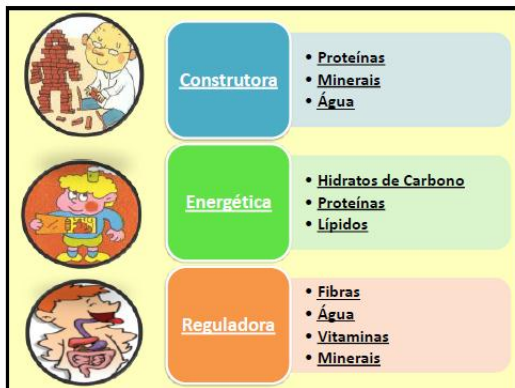 Construtora
• Proteínas
• Minerais
• Água
Energética
• Hidratos de Carbono
• Proteínas
• Lípidos
Reguladora
• Fibras
• Água
• Vitaminas
• Minerais